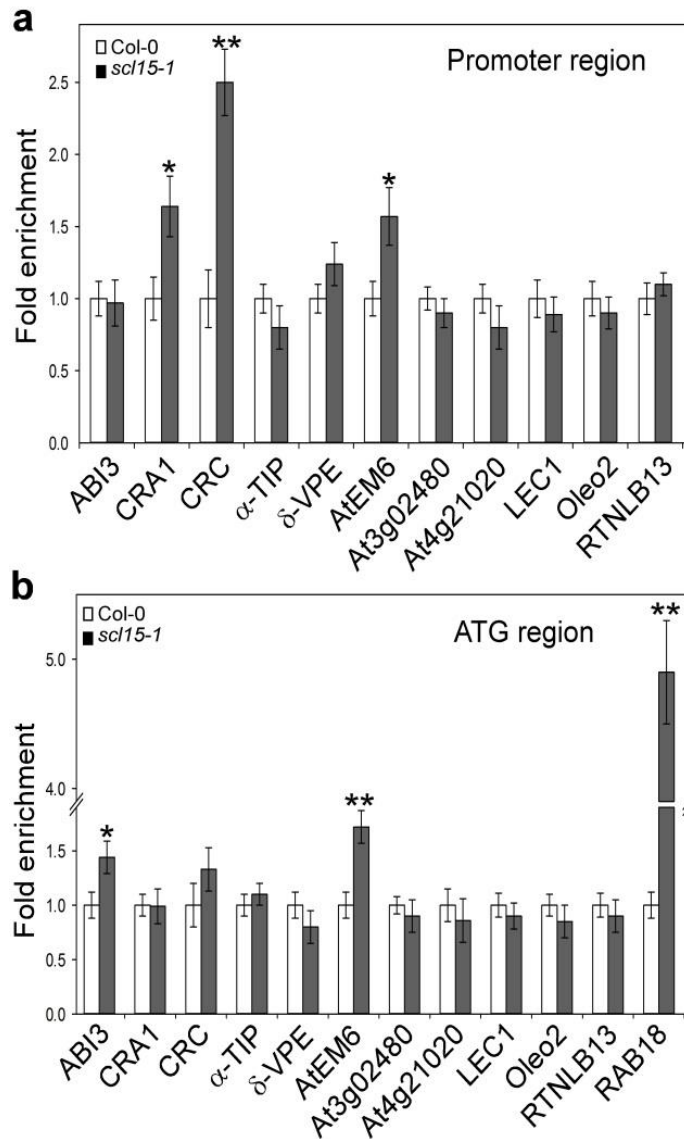 a
Col-0
scl15-1
Promoter region
**
*
*
Fold enrichment
2.5
2.0
1.5
1.0
0.5
0.0
ABI3
CRA1
CRC
α-TIP
δ-VPE
AtEM6
At3g02480
At4g21020
LEC1
Oleo2
RTNLB13
b
Col-0
scl15-1
ATG region
**
*
**
Fold enrichment
5.0
4.0
1.5
1.0
0.5
0.0
ABI3
CRA1
CRC
α-TIP
δ-VPE
AtEM6
At3g02480
At4g21020
LEC1
Oleo2
RTNLB13
RAB18